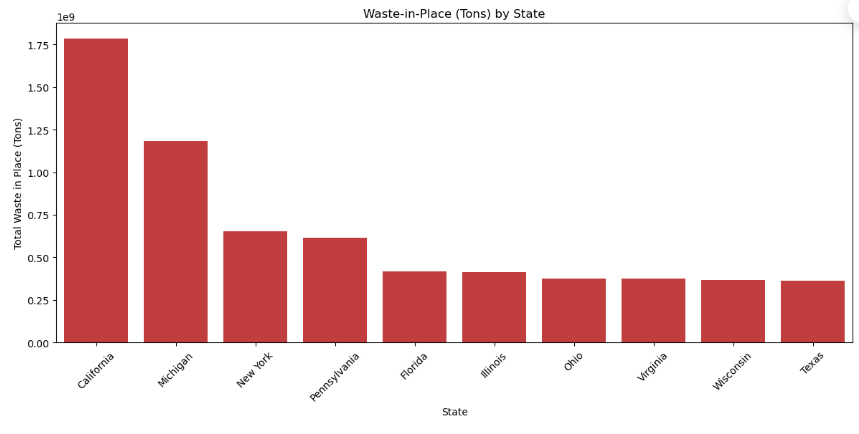 Waste-in-Place (Tons) by State
1e9
1.75
1.50
1.25
1.00
0.75
0.50
0.25
0.00
Total Waste in Place (Tons)
California
Michigan
New York
Pennsylvania
Florida
Illinois
Ohio
Virginia
Wisconsin
Texas
State